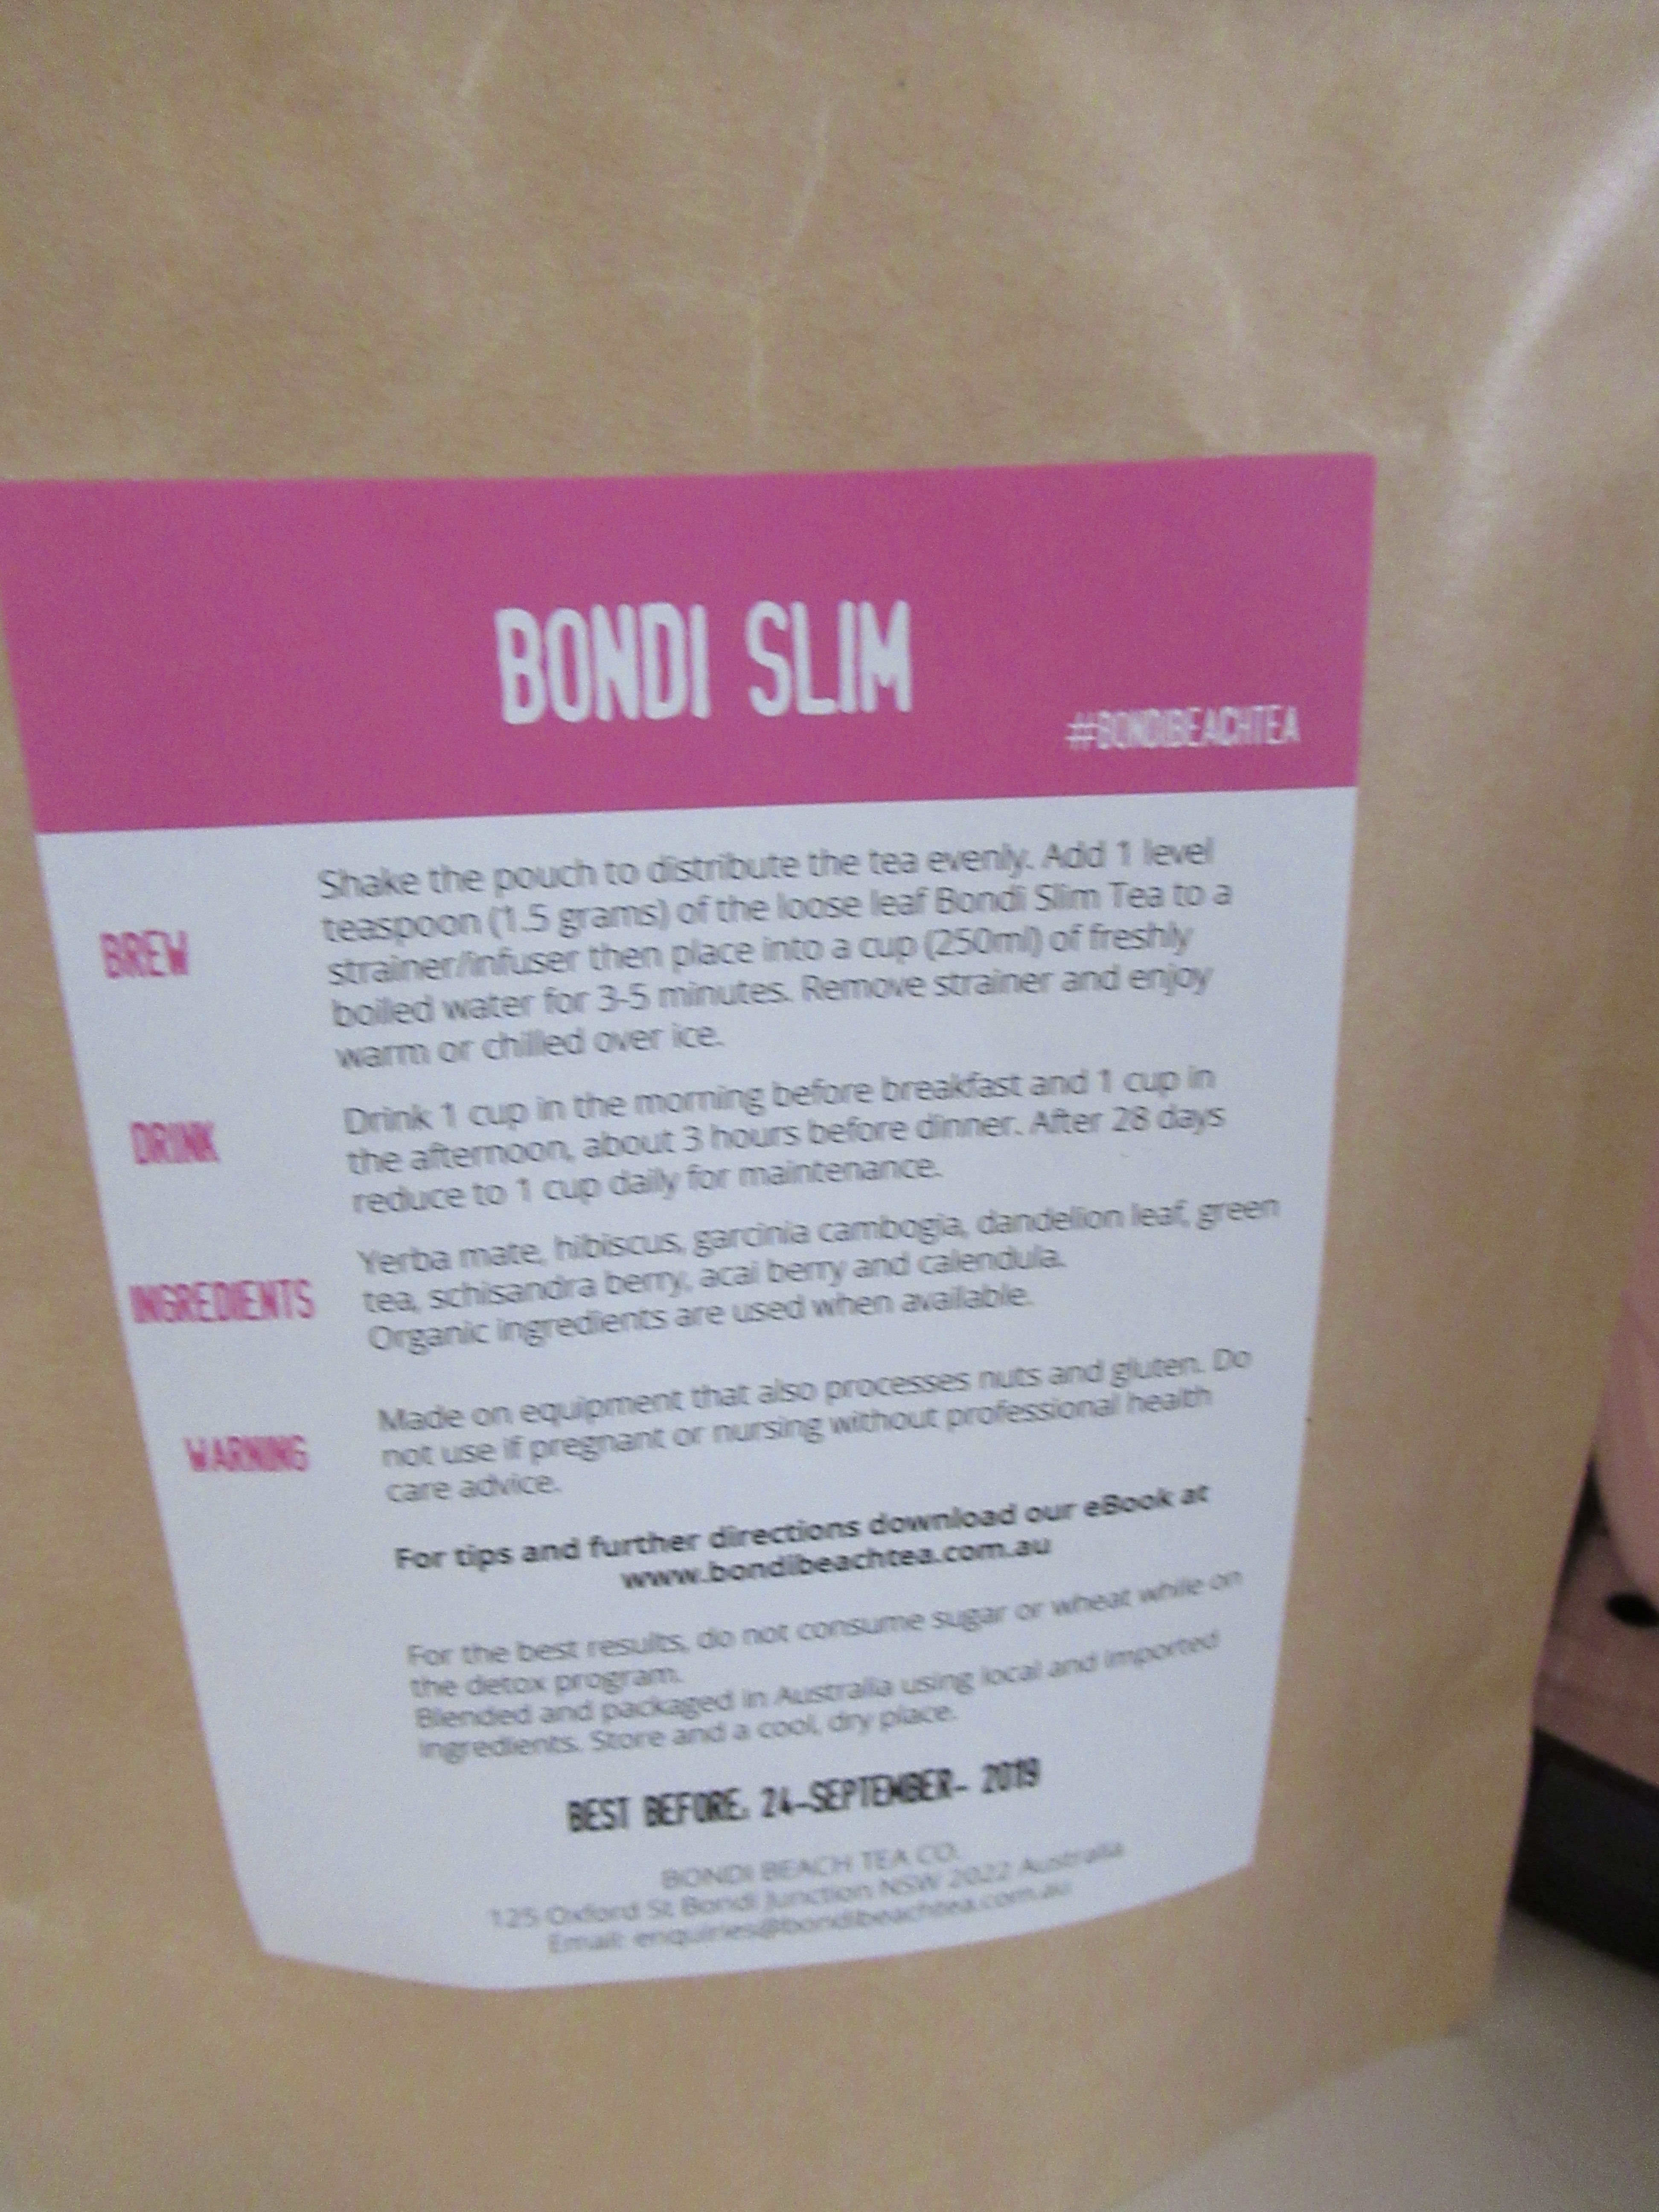 BONDI SLIM
#BONDIBEACHTEA
BREW
Shake the pouch to distribute the tea evenly. Add 1 level
teaspoon (1.5 grams) of the loose leaf Bondi Slim Tea to a
strainer/infuser then place into a cup (250ml) of freshly
boiled water for 3-5 minutes. Remove strainer and enjoy
warm or chilled over ice.
DRINK
Drink 1 cup in the morning before breakfast and 1 cup in
the afternoon, about 3 hours before dinner. After 28 days
reduce to 1 cup daily for maintenance.
INGREDIENTS
Yerba mate, hibiscus, garcinia cambogia, dandelion leaf, green
tea, schisandra berry, acai berry and calendula.
Organic ingredients are used when available.
WARNING
Made on equipment that also processes nuts and gluten. Do
not use if pregnant or nursing without professional health
care advice.
For tips and further directions download our eBook at
www.bondibeachtea.com.au
For the best results, do not consume sugar or wheat while on
the detox program.
Blended and packaged in Australia using local and imported
ingredients. Store and a cool, dry place.
BEST BEFORE. 24-SEPTEMBER- 2019
BONDI BEACH TEA CO.
125 Oxford St Bondi Junction NSW 2022 Australia
Email: enquiries@bondibeachtea.com.au